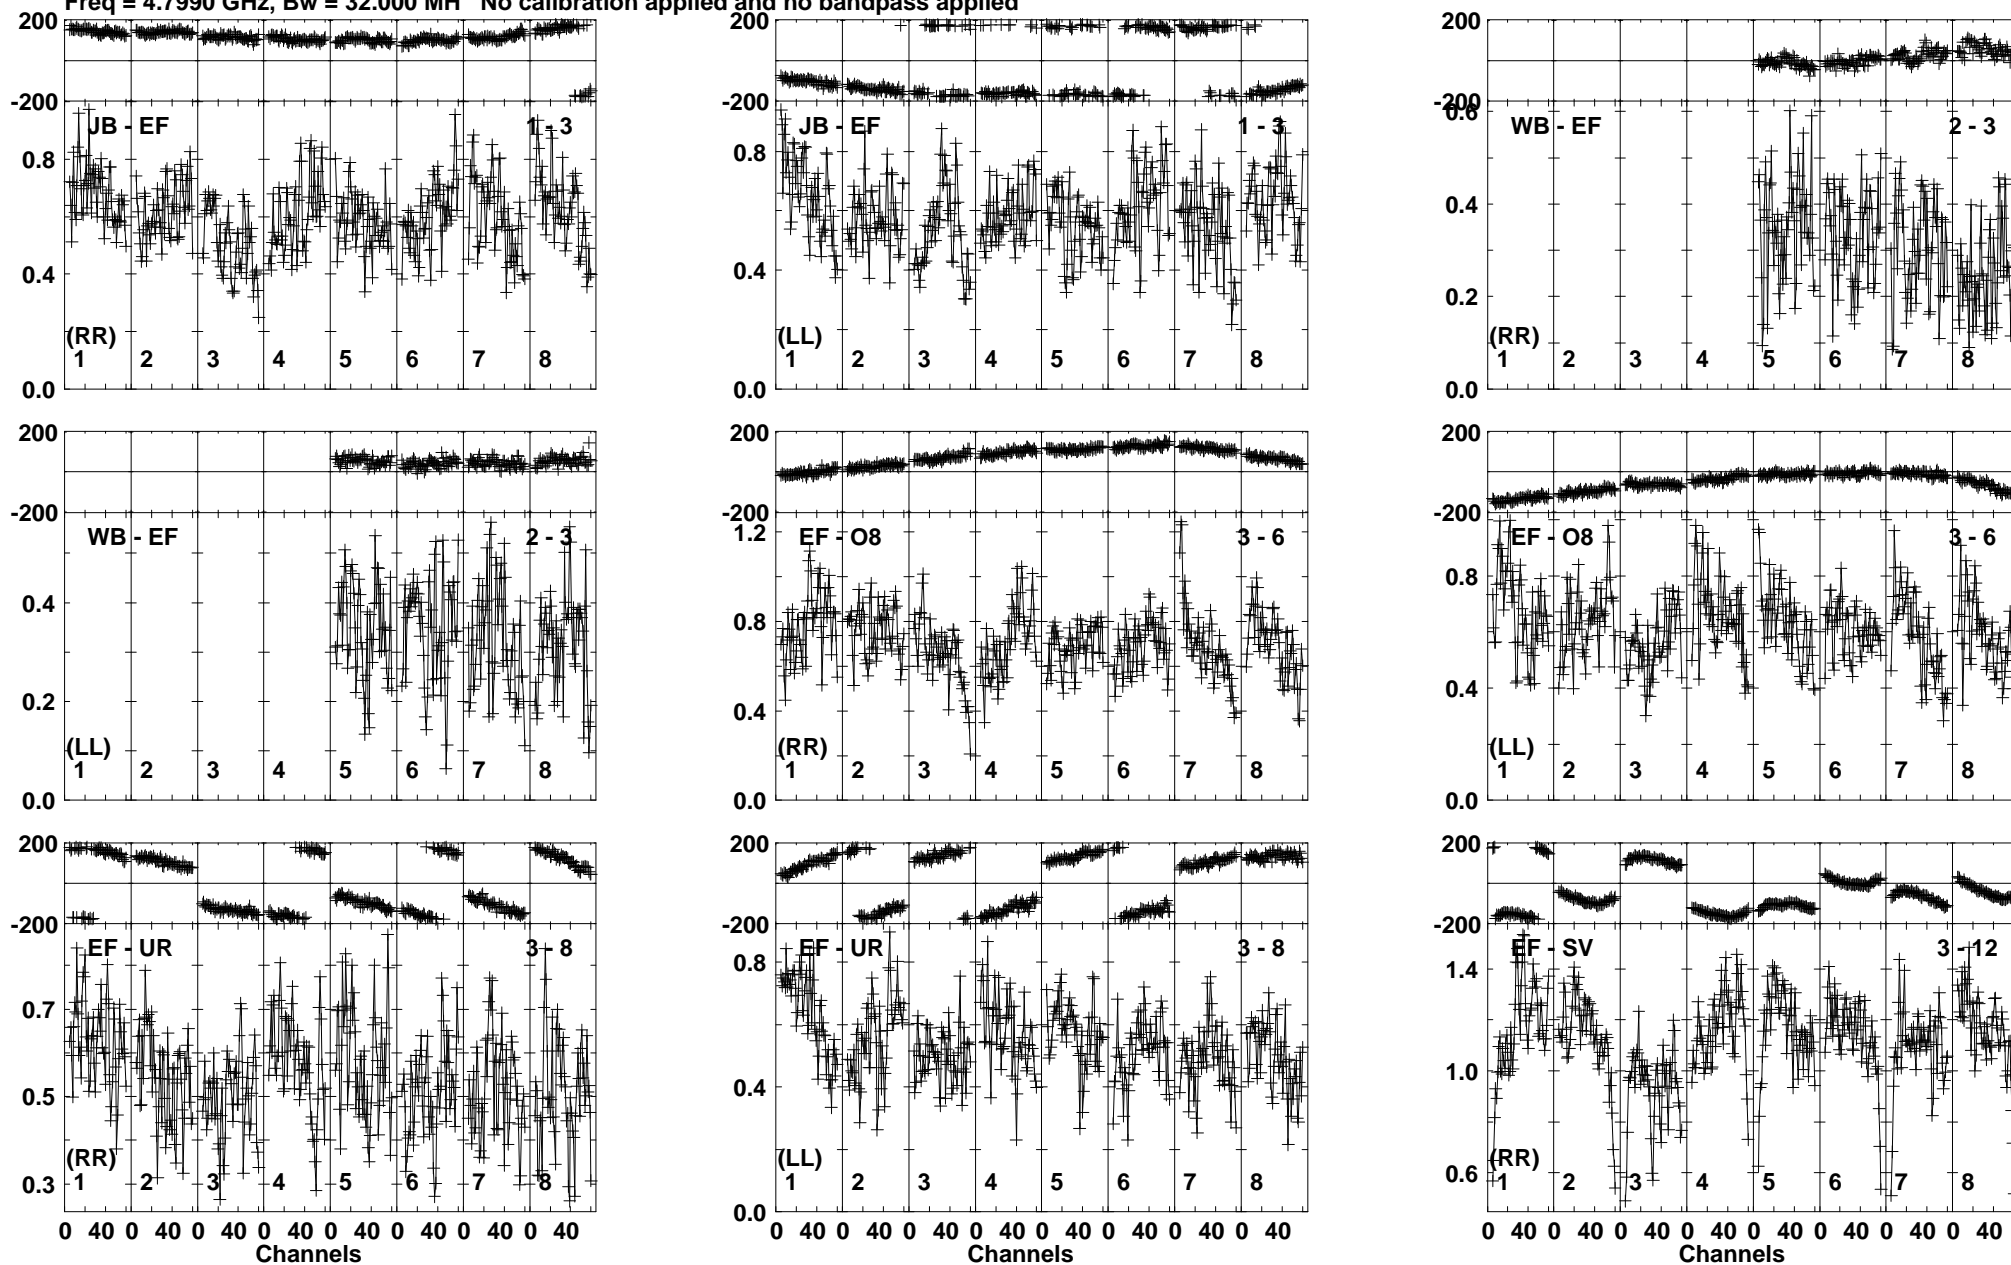 Freq = 4.7990 GHz, Bw = 32.000 MH No calibration applied and no bandpass applied
200
-200
JB - EF 1 - 3
0.8
0.4
0.0
(RR)
1 2 3 4 5 6 7 8
200
-200
JB - EF 1 - 3
0.8
0.4
0.0
(LL)
1 2 3 4 5 6 7 8
200
-200
0.6
WB - EF 2 - 3
0.4
0.2
0.0
(RR)
1 2 3 4 5 6 7 8
200
-200
WB - EF 2 - 3
0.4
0.2
0.0
(LL)
1 2 3 4 5 6 7 8
200
-200
1.2
EF - O8 3 - 6
0.8
0.4
0.0
(RR)
1 2 3 4 5 6 7 8
200
-200
EF - O8 3 - 6
0.8
0.4
0.0
(LL)
1 2 3 4 5 6 7 8
200
-200
EF - UR 3 - 8
0.7
0.5
0.3
(RR)
1 2 3 4 5 6 7 8
0 40 0 40 0 40 0 40 0 40 0 40 0 40 0 40
Channels
200
-200
EF - UR 3 - 8
0.8
0.4
0.0
(LL)
1 2 3 4 5 6 7 8
0 40 0 40 0 40 0 40 0 40 0 40 0 40 0 40
Channels
200
-200
EF - SV 3 - 12
1.4
1.0
0.6
(RR)
1 2 3 4 5 6 7 8
0 40 0 40 0 40 0 40 0 40 0 40 0 40 0 40
Channels